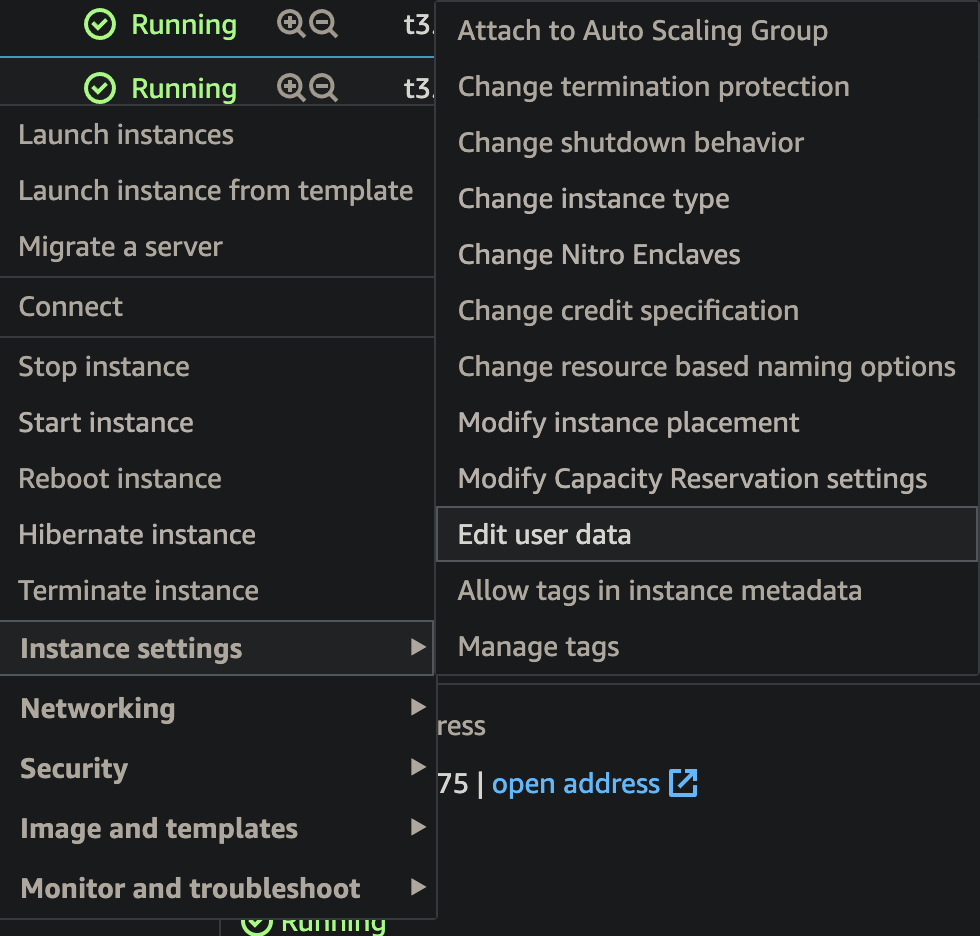 Running t3.
Running t3.
Launch instances
Launch instance from template
Migrate a server
Connect
Stop instance
Start instance
Reboot instance
Hibernate instance
Terminate instance
Instance settings
Networking
Security
Image and templates
Monitor and troubleshoot
Attach to Auto Scaling Group
Change termination protection
Change shutdown behavior
Change instance type
Change Nitro Enclaves
Change credit specification
Change resource based naming options
Modify instance placement
Modify Capacity Reservation settings
Edit user data
Allow tags in instance metadata
Manage tags
ress
75 | open address
Running